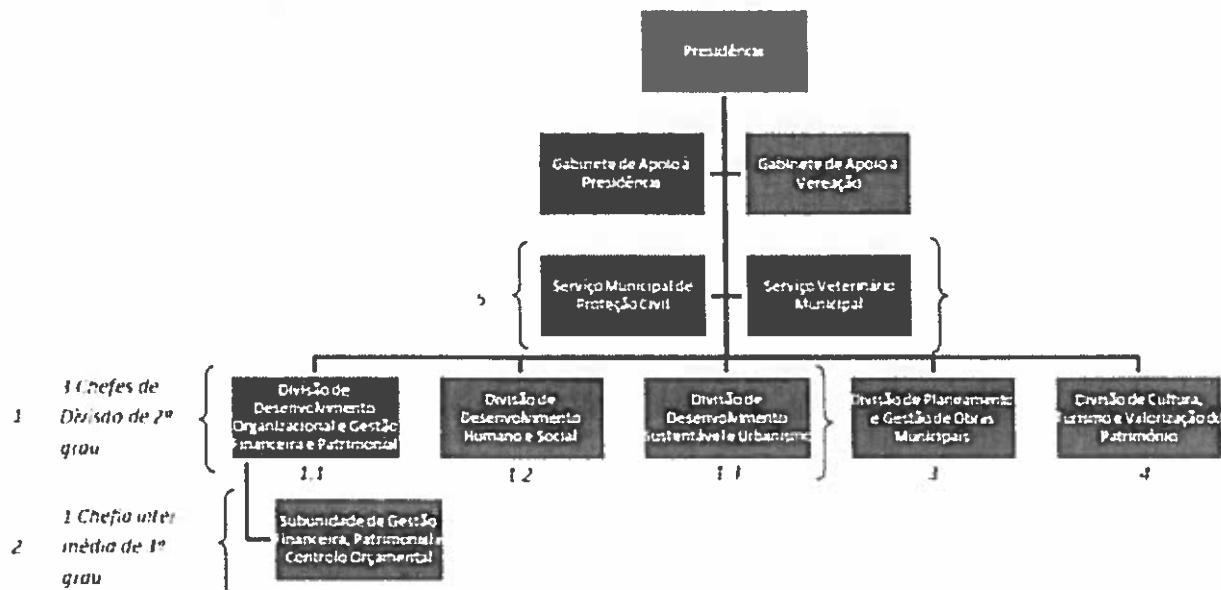 Presidência
Gabinete de Apoio à
Presidência
Gabinete de Apoio à
Vereação
5
Serviço Municipal de
Proteção Civil
Serviço Veterinário
Municipal
1
3 Chefes de
Divisão de 2º
grau
Divisão de
Desenvolvimento
Organizacional e Gestão
Financeira e Patrimonial
1.1
Divisão de
Desenvolvimento
Humano e Social
1.2
Divisão de
Desenvolvimento
Sustentável e Urbanismo
Divisão de Planeamento
e Gestão de Obras
Municipais
3
Divisão de Cultura,
Turismo e Valorização do
Património
4
2
1 Chefia inter
média de 3º
grau
Subunidade de Gestão
Financeira, Patrimonial e
Controlo Orçamental